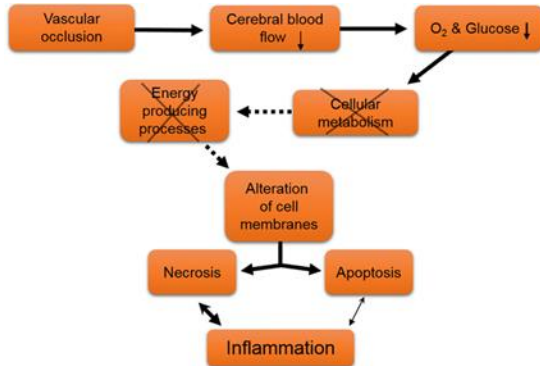 Vascular
occlusion
Cerebral blood
flow ↓
O₂ & Glucose ↓
Energy
producing
processes
Cellular
metabolism
Alteration
of cell
membranes
Necrosis
Apoptosis
Inflammation